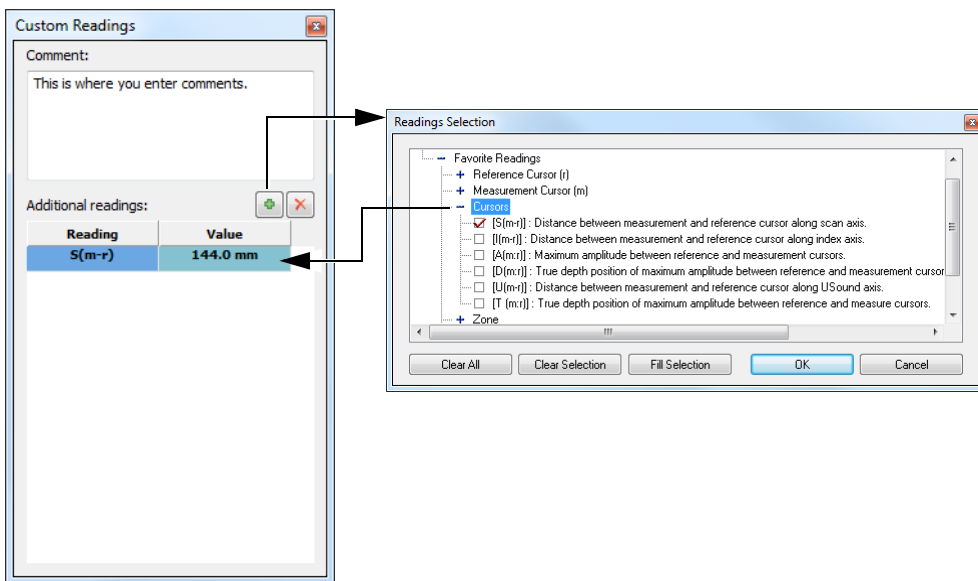 Custom Readings
Comment:
This is where you enter comments.
Additional readings:
Reading Value
S(m-r) 144.0 mm
Readings Selection
Favorite Readings
Reference Cursor (r)
Measurement Cursor (m)
Cursors
[S(m-r)] : Distance between measurement and reference cursor along scan axis.
[I(m-r)] : Distance between measurement and reference cursor along index axis.
[A(m:r)] : Maximum amplitude between reference and measurement cursors.
[D(m:r)] : True depth position of maximum amplitude between reference and measurement cursor
[U(m-r)] : Distance between measurement and reference cursor along USound axis.
[T (m:r)] : True depth position of maximum amplitude between reference and measure cursors.
Zone
Clear All Clear Selection Fill Selection OK Cancel